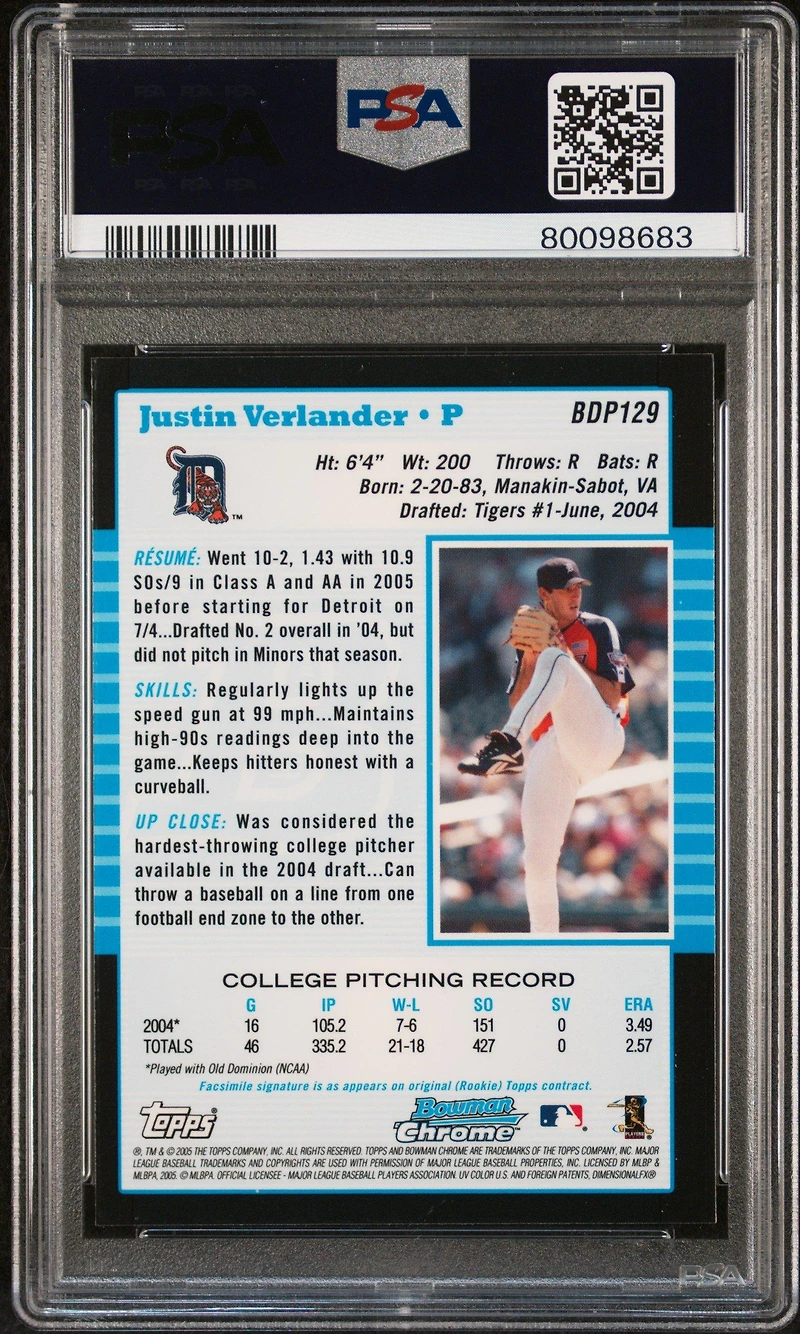 PSA PSA PSA
PSA
PSA PSA PSA
PSA
80098683
Justin Verlander • P
BDP129
Ht: 6'4" Wt: 200 Throws: R Bats: R
Born: 2-20-83, Manakin-Sabot, VA
Drafted: Tigers #1-June, 2004
D
TM
RÉSUMÉ: Went 10-2, 1.43 with 10.9
SOs/9 in Class A and AA in 2005
before starting for Detroit on
7/4...Drafted No. 2 overall in '04, but
did not pitch in Minors that season.
SKILLS: Regularly lights up the
speed gun at 99 mph...Maintains
high-90s readings deep into the
game...Keeps hitters honest with a
curveball.
UP CLOSE: Was considered the
hardest-throwing college pitcher
available in the 2004 draft...Can
throw a baseball on a line from one
football end zone to the other.
COLLEGE PITCHING RECORD
G IP W-L SO SV ERA
2004* 16 105.2 7-6 151 0 3.49
TOTALS 46 335.2 21-18 427 0 2.57
*Played with Old Dominion (NCAA)
Facsimile signature is as appears on original (Rookie) Topps contract.
Topps®
Bowman
Chrome™
®
PLAYERS
®, TM & © 2005 THE TOPPS COMPANY, INC. ALL RIGHTS RESERVED. TOPPS AND BOWMAN CHROME ARE TRADEMARKS OF THE TOPPS COMPANY, INC. MAJOR
LEAGUE BASEBALL TRADEMARKS AND COPYRIGHTS ARE USED WITH PERMISSION OF MAJOR LEAGUE BASEBALL PROPERTIES, INC. LICENSED BY MLBP &
MLBPA, 2005. © MLBPA. OFFICIAL LICENSEE - MAJOR LEAGUE BASEBALL PLAYERS ASSOCIATION. UV COLOR U.S. AND FOREIGN PATENTS, DIMENSIONALFX®
PSA